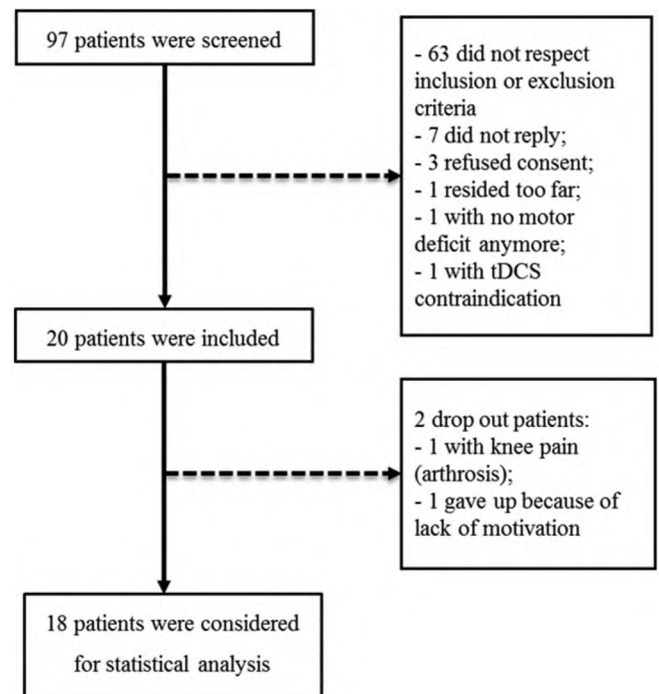 97 patients were screened
- 63 did not respect
inclusion or exclusion
criteria
- 7 did not reply;
- 3 refused consent;
- 1 resided too far;
- 1 with no motor
deficit anymore;
- 1 with tDCS
contraindication
20 patients were included
2 drop out patients:
- 1 with knee pain
(arthrosis);
- 1 gave up because of
lack of motivation
18 patients were considered
for statistical analysis